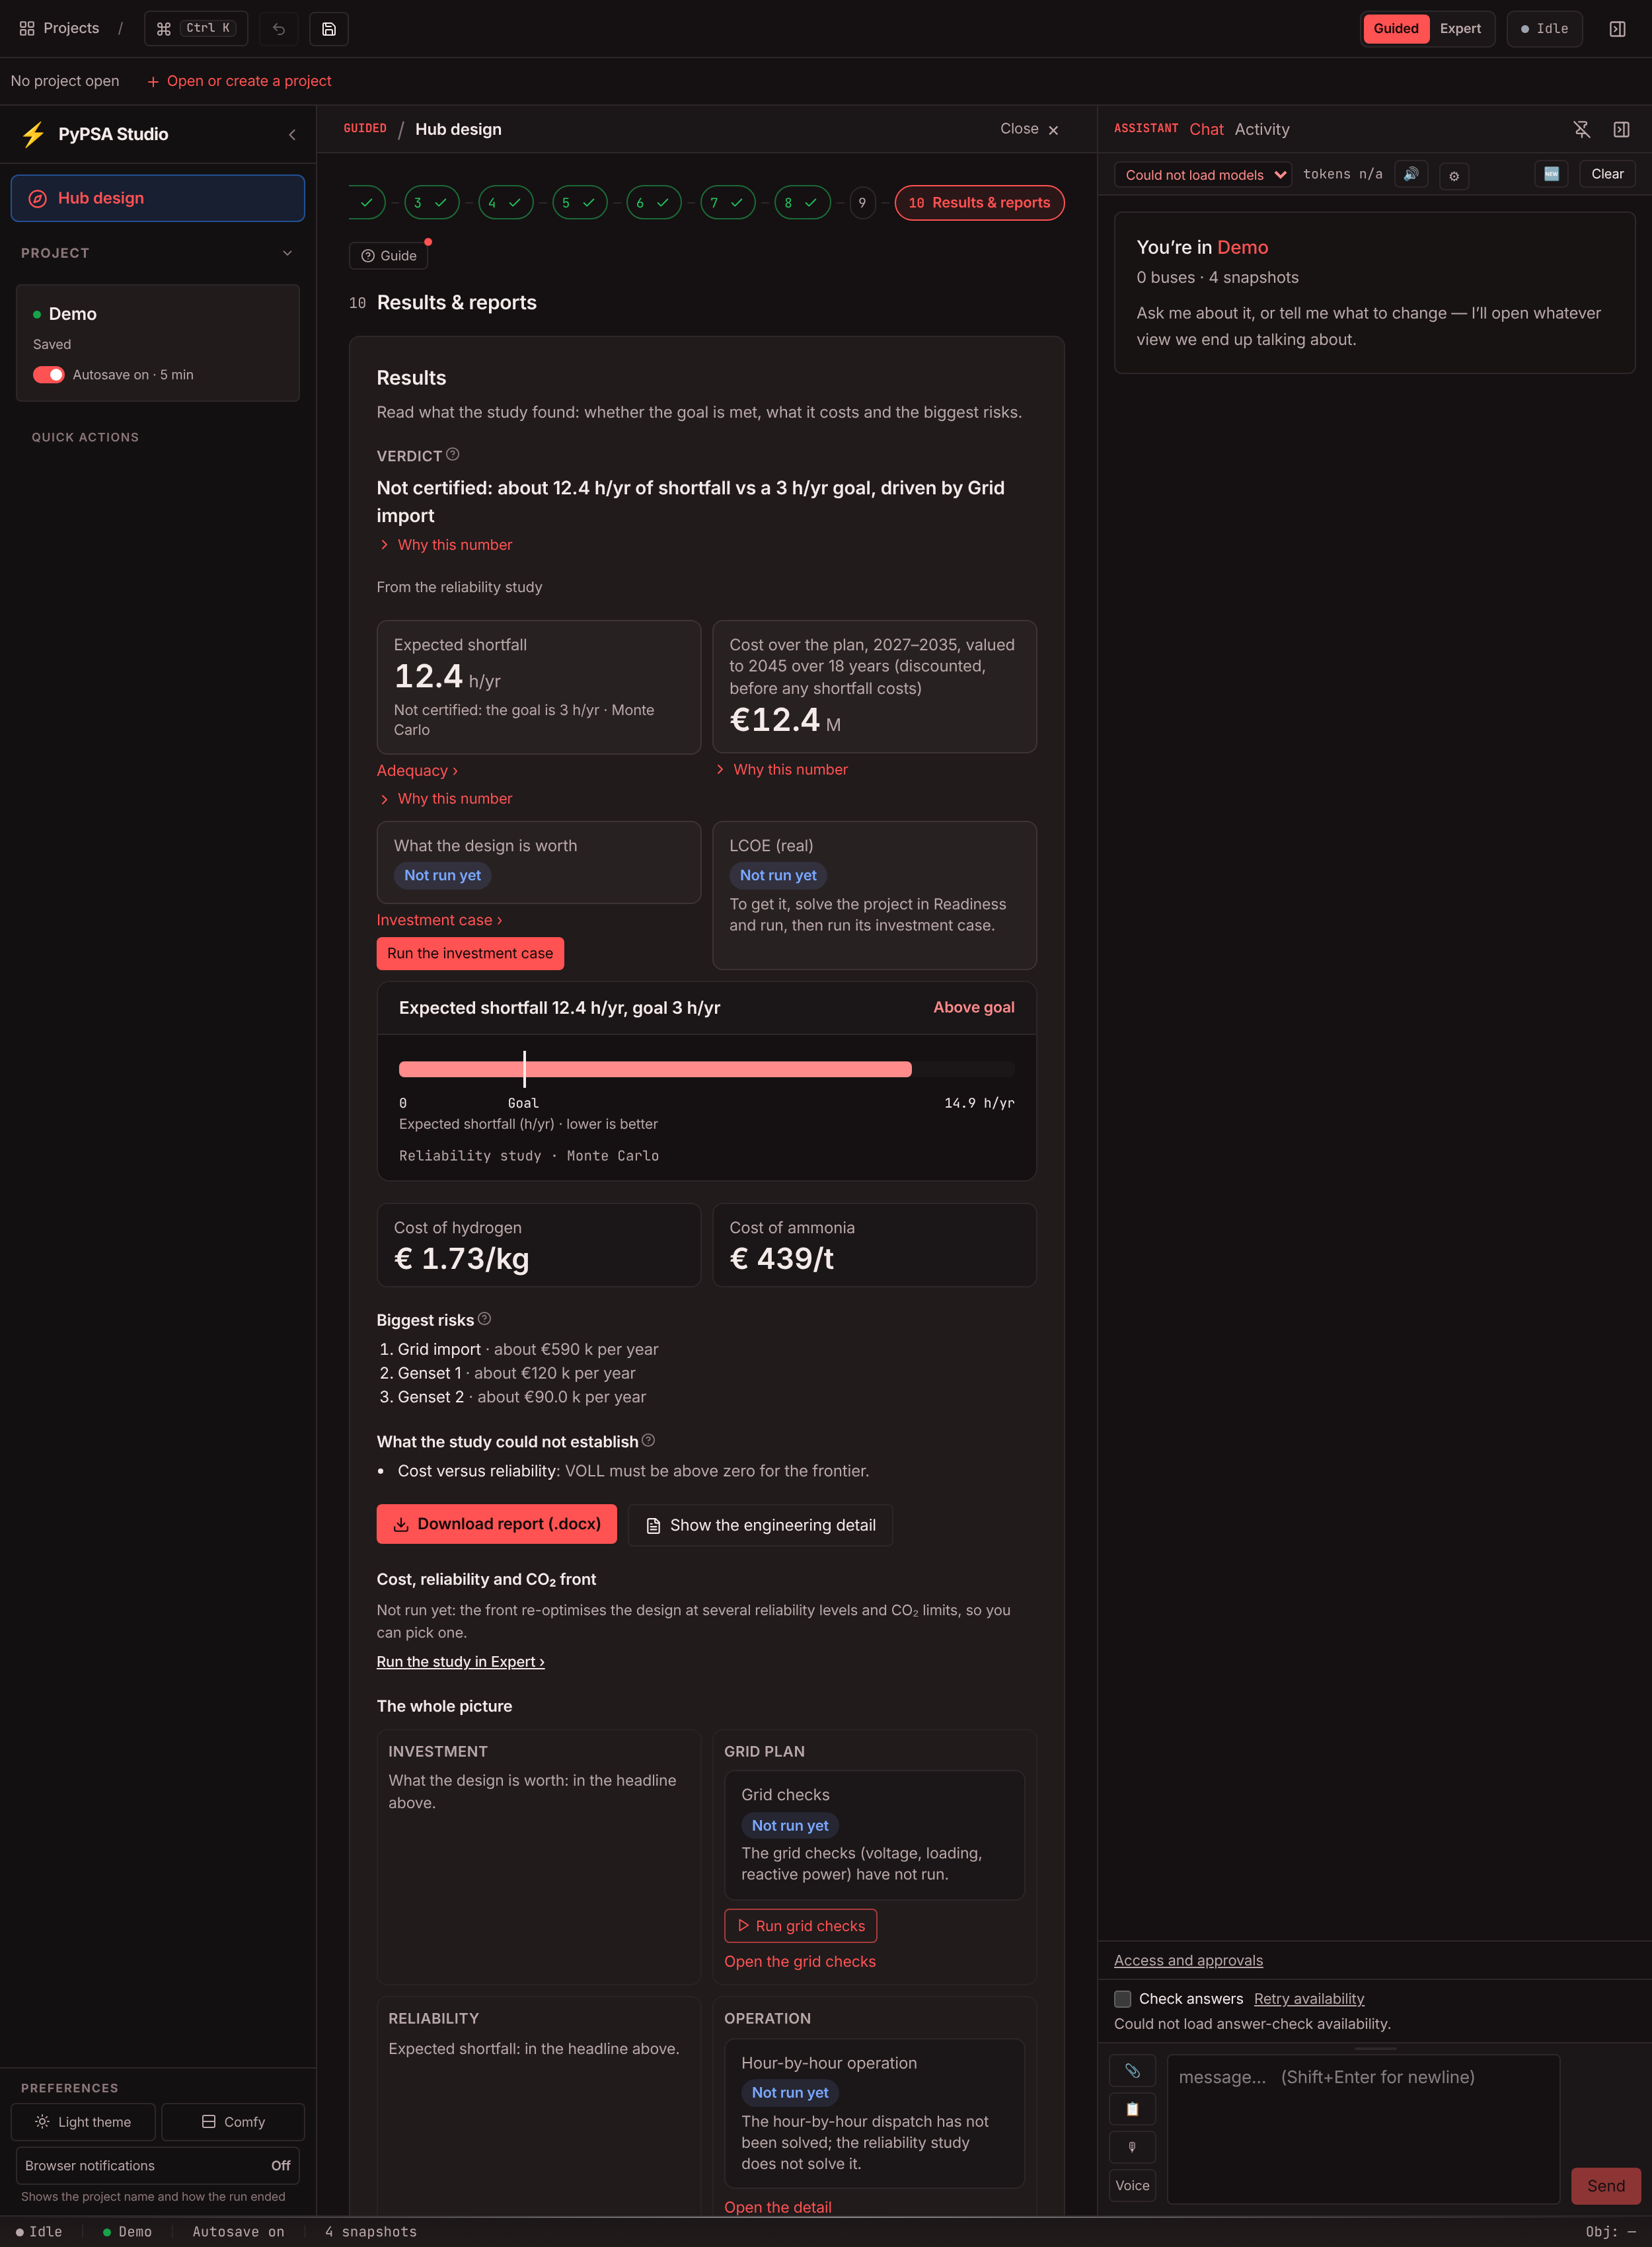 Projects / Ctrl K Guided Expert Idle
No project open + Open or create a project
PyPSA Studio
Hub design
PROJECT
Demo
Saved
Autosave on · 5 min
QUICK ACTIONS
PREFERENCES
Light theme Comfy
Browser notifications Off
Shows the project name and how the run ended
GUIDED / Hub design Close ×
3 4 5 6 7 8 9 10 Results & reports
Guide
10 Results & reports
Results
Read what the study found: whether the goal is met, what it costs and the biggest risks.
VERDICT
Not certified: about 12.4 h/yr of shortfall vs a 3 h/yr goal, driven by Grid
import
Why this number
From the reliability study
Expected shortfall
12.4 h/yr
Not certified: the goal is 3 h/yr · Monte
Carlo
Adequacy ›
Why this number
Cost over the plan, 2027–2035, valued
to 2045 over 18 years (discounted,
before any shortfall costs)
€12.4 M
Why this number
What the design is worth
Not run yet
Investment case ›
Run the investment case
LCOE (real)
Not run yet
To get it, solve the project in Readiness
and run, then run its investment case.
Expected shortfall 12.4 h/yr, goal 3 h/yr Above goal
0 Goal 14.9 h/yr
Expected shortfall (h/yr) · lower is better
Reliability study · Monte Carlo
Cost of hydrogen
€ 1.73/kg
Cost of ammonia
€ 439/t
Biggest risks
1. Grid import · about €590 k per year
2. Genset 1 · about €120 k per year
3. Genset 2 · about €90.0 k per year
What the study could not establish
• Cost versus reliability: VOLL must be above zero for the frontier.
Download report (.docx) Show the engineering detail
Cost, reliability and CO₂ front
Not run yet: the front re-optimises the design at several reliability levels and CO₂ limits, so you
can pick one.
Run the study in Expert ›
The whole picture
INVESTMENT
What the design is worth: in the headline
above.
GRID PLAN
Grid checks
Not run yet
The grid checks (voltage, loading,
reactive power) have not run.
Run grid checks
Open the grid checks
RELIABILITY
Expected shortfall: in the headline above.
OPERATION
Hour-by-hour operation
Not run yet
The hour-by-hour dispatch has not
been solved; the reliability study
does not solve it.
Open the detail
ASSISTANT Chat Activity
Could not load models tokens n/a NEW Clear
You're in Demo
0 buses · 4 snapshots
Ask me about it, or tell me what to change — I'll open whatever
view we end up talking about.
Access and approvals
Check answers Retry availability
Could not load answer-check availability.
message... (Shift+Enter for newline)
Voice
Send
Idle Demo Autosave on 4 snapshots Obj: —